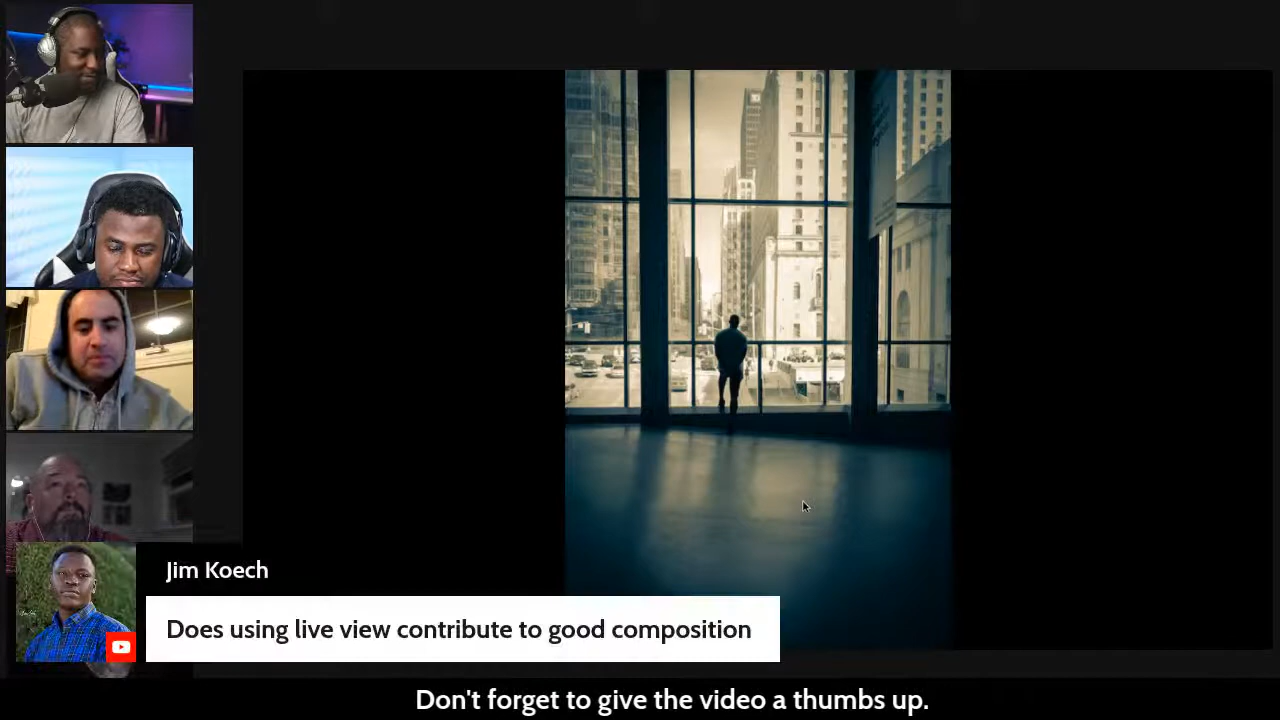 Jim Koech
Does using live view contribute to good composition
Don't forget to give the video a thumbs up.